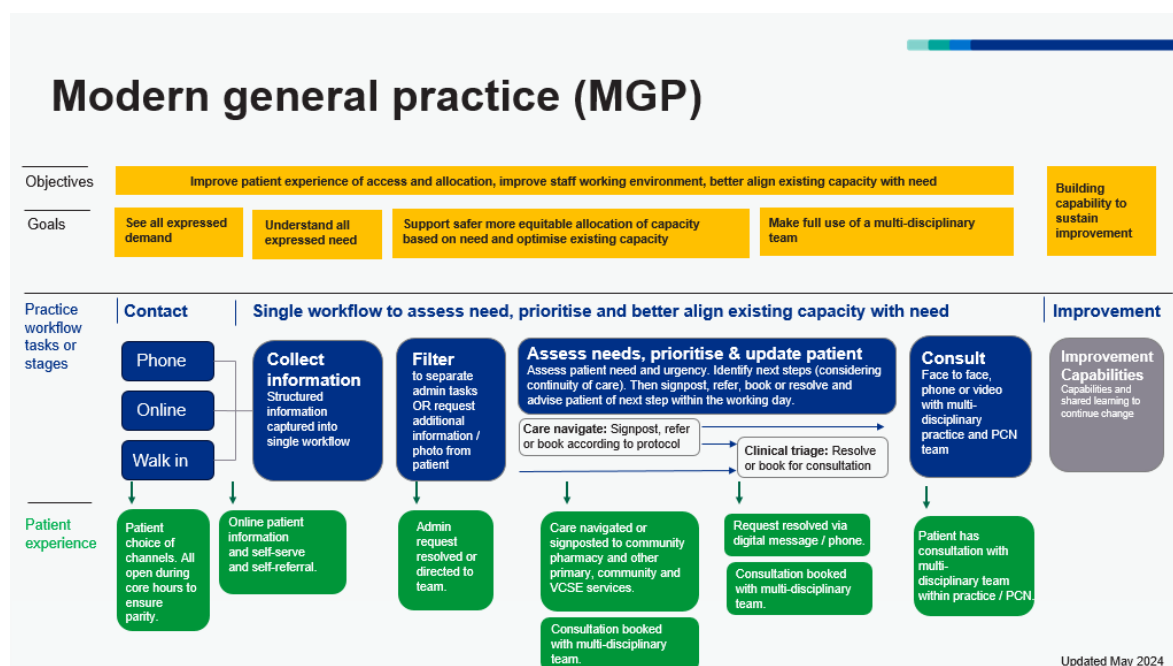 Modern general practice (MGP)
Objectives
Improve patient experience of access and allocation, improve staff working environment, better align existing capacity with need
Building
capability to
sustain
improvement
Goals
See all expressed
demand
Understand all
expressed need
Support safer more equitable allocation of capacity
based on need and optimise existing capacity
Make full use of a multi-disciplinary
team
Practice
workflow
tasks or
stages
Contact
Single workflow to assess need, prioritise and better align existing capacity with need
Improvement
Phone
Online
Walk in
Collect
information
Structured
information
captured into
single workflow
Filter
to separate
admin tasks
OR request
additional
information /
photo from
patient
Assess needs, prioritise & update patient
Assess patient need and urgency. Identify next steps (considering
continuity of care). Then signpost, refer, book or resolve and
advise patient of next step within the working day.
Care navigate: Signpost, refer
or book according to protocol
Clinical triage: Resolve
or book for consultation
Consult
Face to face,
phone or video
with multi-
disciplinary
practice and PCN
team
Improvement
Capabilities
Capabilities and
shared learning to
continue change
Patient
experience
Patient
choice of
channels. All
open during
core hours to
ensure
parity.
Online patient
information
and self-serve
and self-referral.
Admin
request
resolved or
directed to
team.
Care navigated or
signposted to community
pharmacy and other
primary, community and
VCSE services.
Consultation booked
with multi-disciplinary
team.
Request resolved via
digital message / phone.
Consultation booked
with multi-disciplinary
team.
Patient has
consultation with
multi-
disciplinary team
within practice / PCN.
Updated May 2024